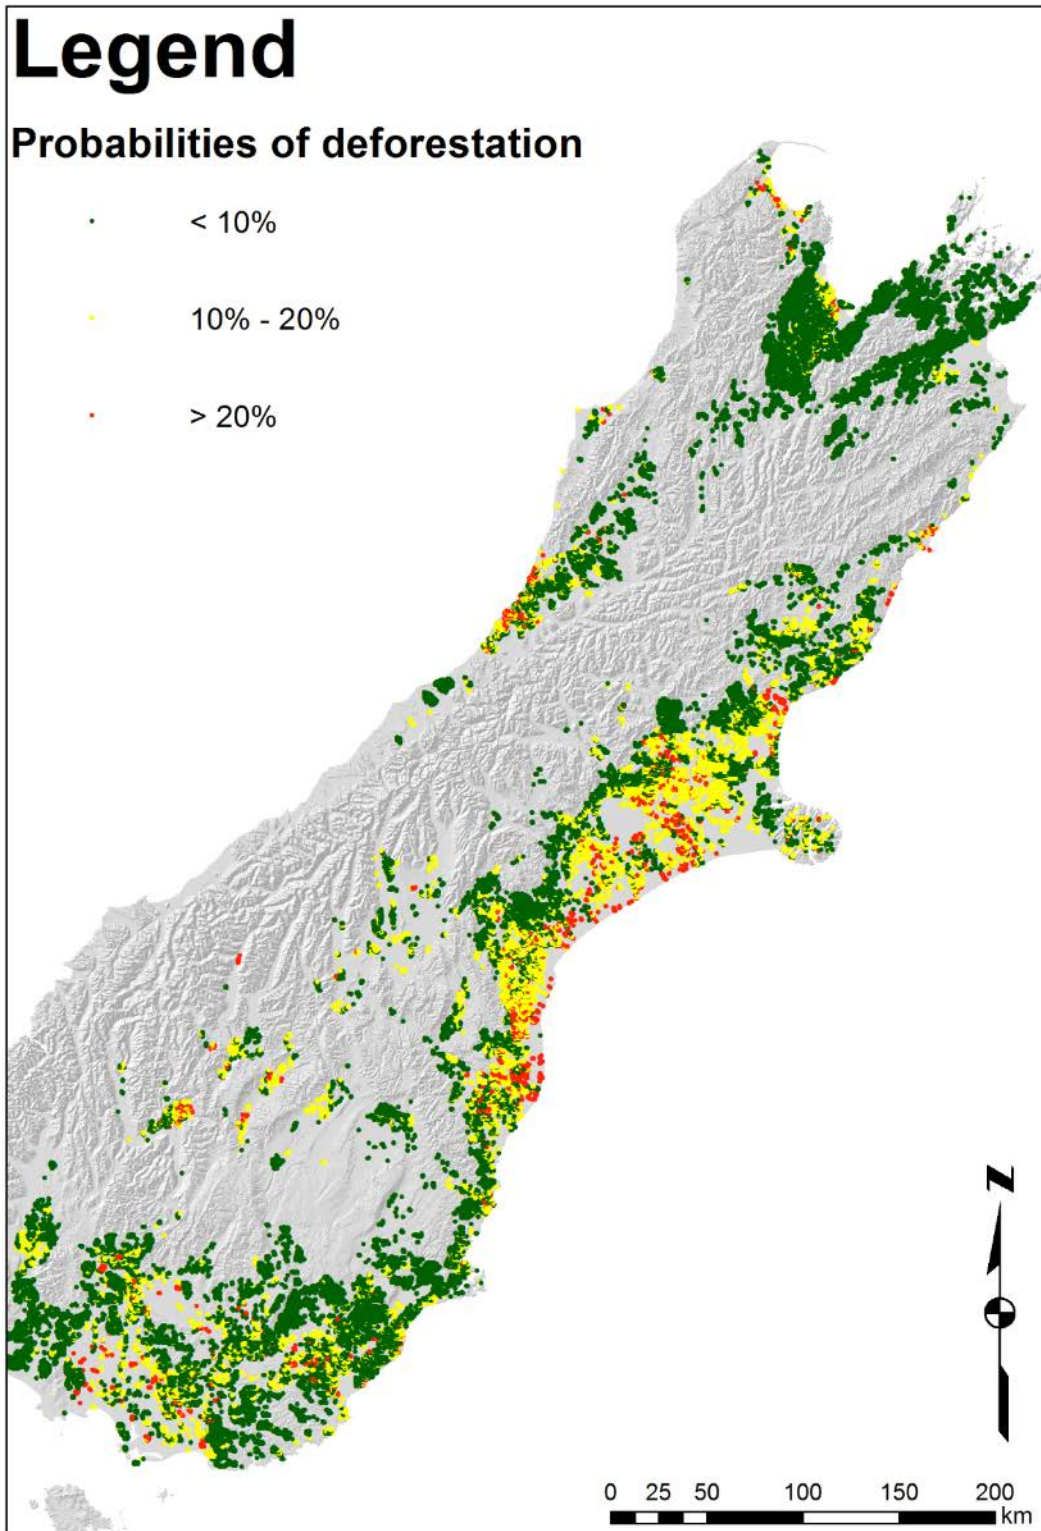 Legend
Probabilities of deforestation
< 10%
10% - 20%
> 20%
N
0 25 50 100 150 200
km